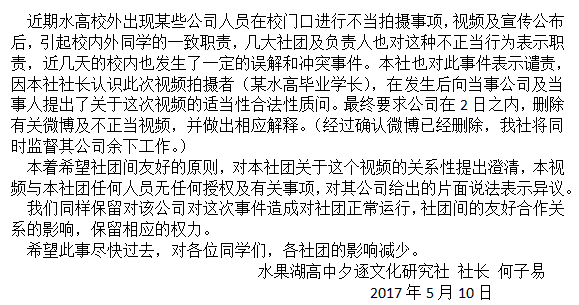 近期水高校外出现某些公司人员在校门口进行不当拍摄事项，视频及宣传公布
后，引起校内外同学的一致职责，几大社团及负责人也对这种不正当行为表示职
责，近几天的校内也发生了一定的误解和冲突事件。本社也对此事件表示谴责，
因本社社长认识此次视频拍摄者（某水高毕业学长），在发生后向当事公司及当
事人提出了关于这次视频的适当性合法性质问。最终要求公司在 2 日之内，删除
有关微博及不正当视频，并做出相应解释。（经过确认微博已经删除，我社将同
时监督其公司余下工作。）
本着希望社团间友好的原则，对本社团关于这个视频的关系性提出澄清，本视
频与本社团任何人员无任何授权及有关事项，对其公司给出的片面说法表示异议。
我们同样保留对该公司对这次事件造成对社团正常运行，社团间的友好合作关
系的影响，保留相应的权力。
希望此事尽快过去，对各位同学们，各社团的影响减少。
水果湖高中夕逐文化研究社 社长 何子易
2017 年 5 月 10 日